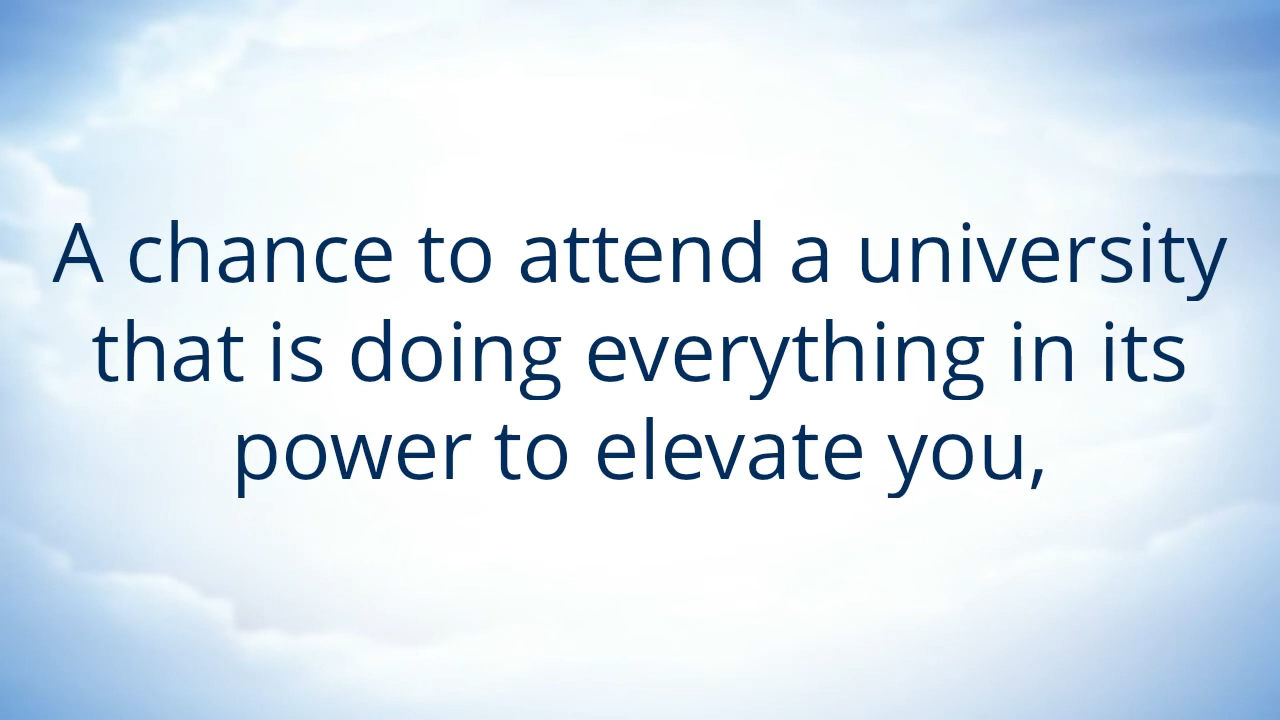 A chance to attend a university
that is doing everything in its
power to elevate you,